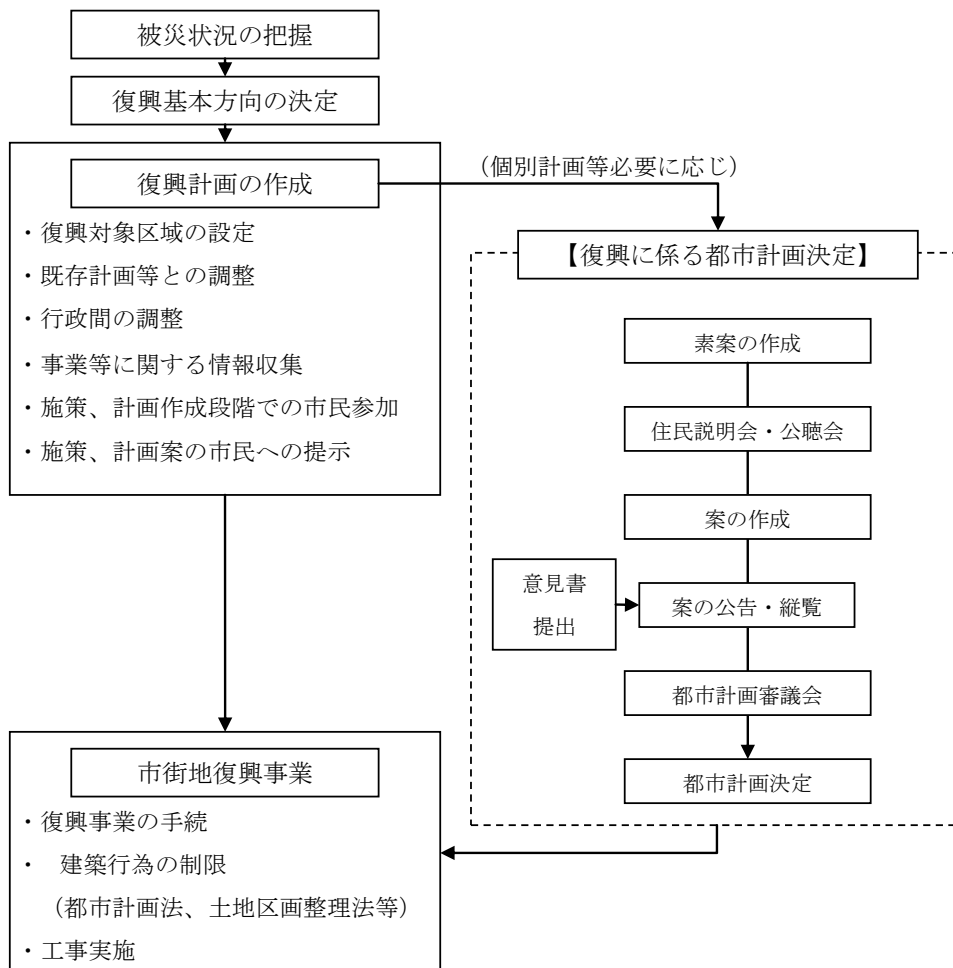 被災状況の把握
復興基本方向の決定
復興計画の作成
・復興対象区域の設定
・既存計画等との調整
・行政間の調整
・事業等に関する情報収集
・施策、計画作成段階での市民参加
・施策、計画案の市民への提示
（個別計画等必要に応じ）
【復興に係る都市計画決定】
素案の作成
住民説明会・公聴会
案の作成
意見書
提出
案の公告・縦覧
都市計画審議会
都市計画決定
市街地復興事業
・復興事業の手続
・　建築行為の制限
（都市計画法、土地区画整理法等）
・工事実施